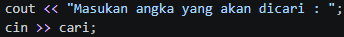 cout << "Masukan angka yang akan dicari : ";
cin >> cari;